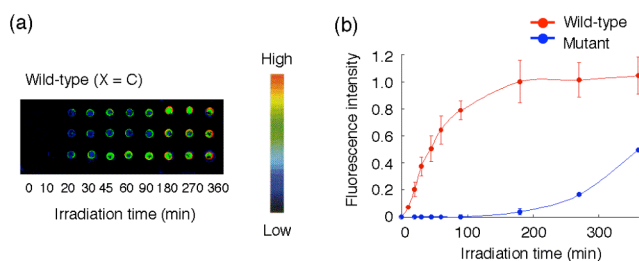 (a)
Wild-type (X = C)
0 10 20 30 45 60 90 180 270 360
Irradiation time (min)
High
Low
(b)
Wild-type
Mutant
Fluorescence intensity
1.2
1.0
0.8
0.6
0.4
0.2
0
0 100 200 300
Irradiation time (min)